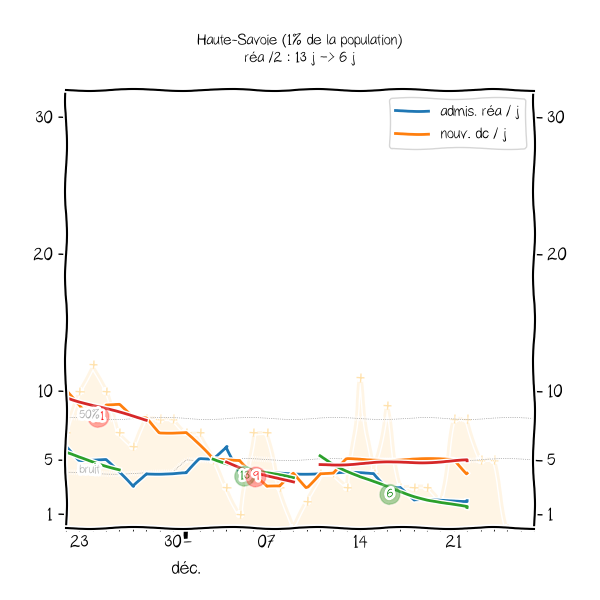 Haute-Savoie (1% de la population)
réa /2 : 13 j -> 6 j
admis. réa / j
nouv. dc / j
30 30
20 20
10 10
50%
5 5
bruit
13 9
6
1 1
23 30 07 14 21
déc.